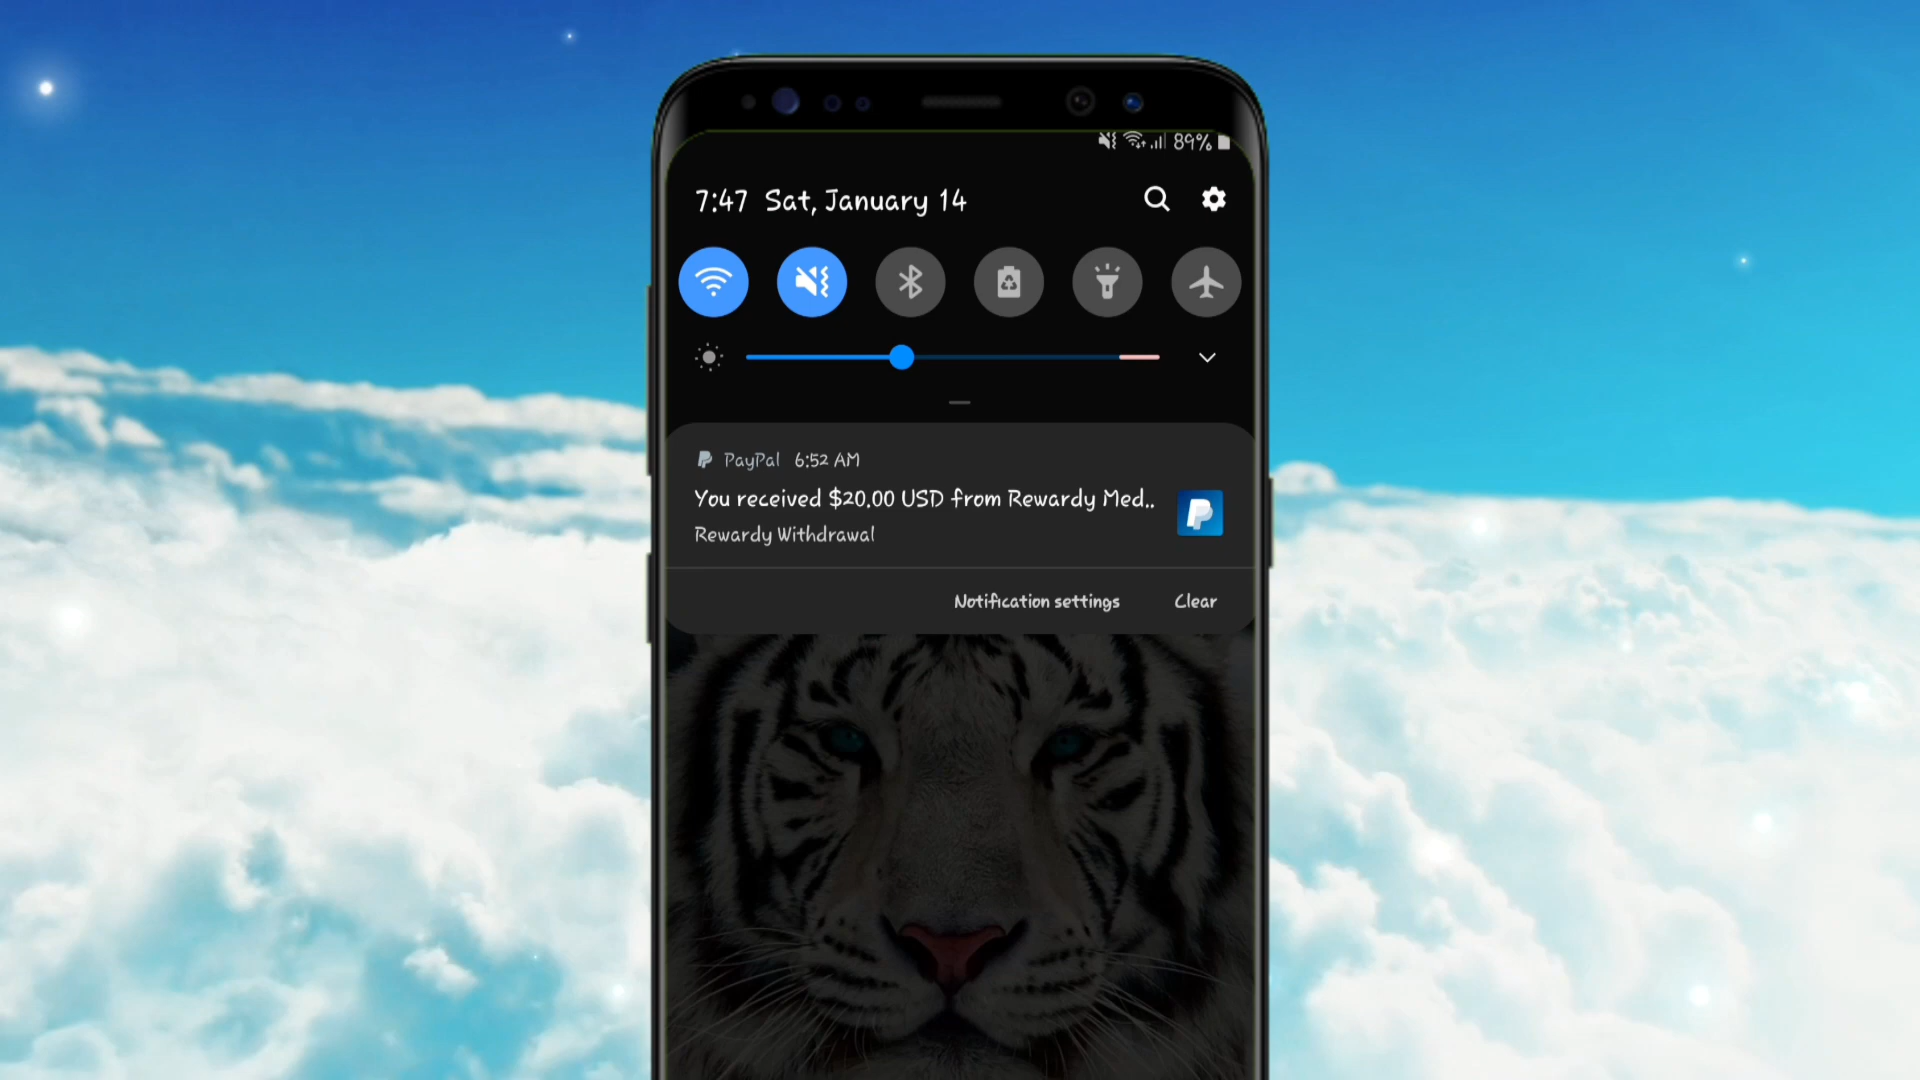 89%
7:47 Sat, January 14
PayPal 6:52 AM
You received $20.00 USD from Rewardy Med..
Rewardy Withdrawal
Notification settings Clear